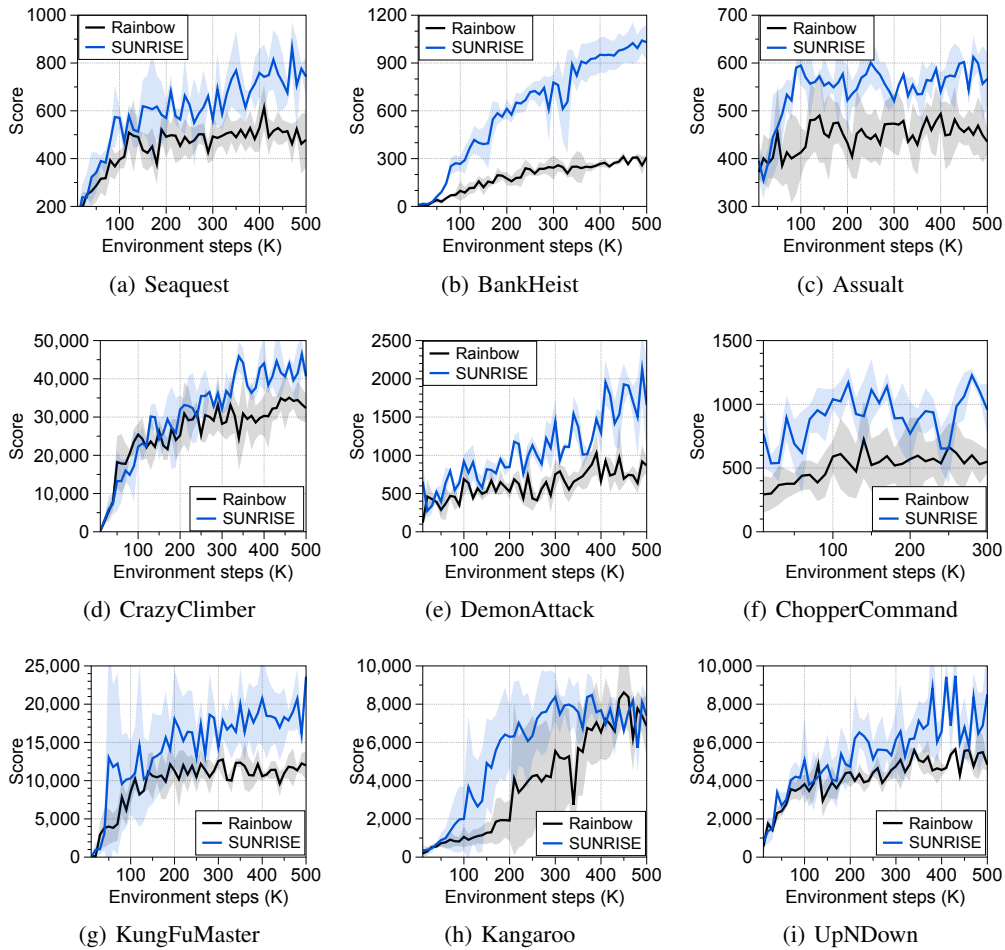 1000
800
600
400
200
Score
Rainbow
SUNRISE
100 200 300 400 500
Environment steps (K)
(a) Seaquest
1200
900
600
300
0
Score
Rainbow
SUNRISE
100 200 300 400 500
Environment steps (K)
(b) BankHeist
700
600
500
400
300
Score
Rainbow
SUNRISE
100 200 300 400 500
Environment steps (K)
(c) Assualt
50,000
40,000
30,000
20,000
10,000
0
Score
Rainbow
SUNRISE
100 200 300 400 500
Environment steps (K)
(d) CrazyClimber
2500
2000
1500
1000
500
0
Score
Rainbow
SUNRISE
100 200 300 400 500
Environment steps (K)
(e) DemonAttack
1500
1000
500
0
Score
Rainbow
SUNRISE
100 200 300
Environment steps (K)
(f) ChopperCommand
25,000
20,000
15,000
10,000
5,000
0
Score
Rainbow
SUNRISE
100 200 300 400 500
Environment steps (K)
(g) KungFuMaster
10,000
8,000
6,000
4,000
2,000
0
Score
Rainbow
SUNRISE
100 200 300 400 500
Environment steps (K)
(h) Kangaroo
10,000
8,000
6,000
4,000
2,000
0
Score
Rainbow
SUNRISE
100 200 300 400 500
Environment steps (K)
(i) UpNDown